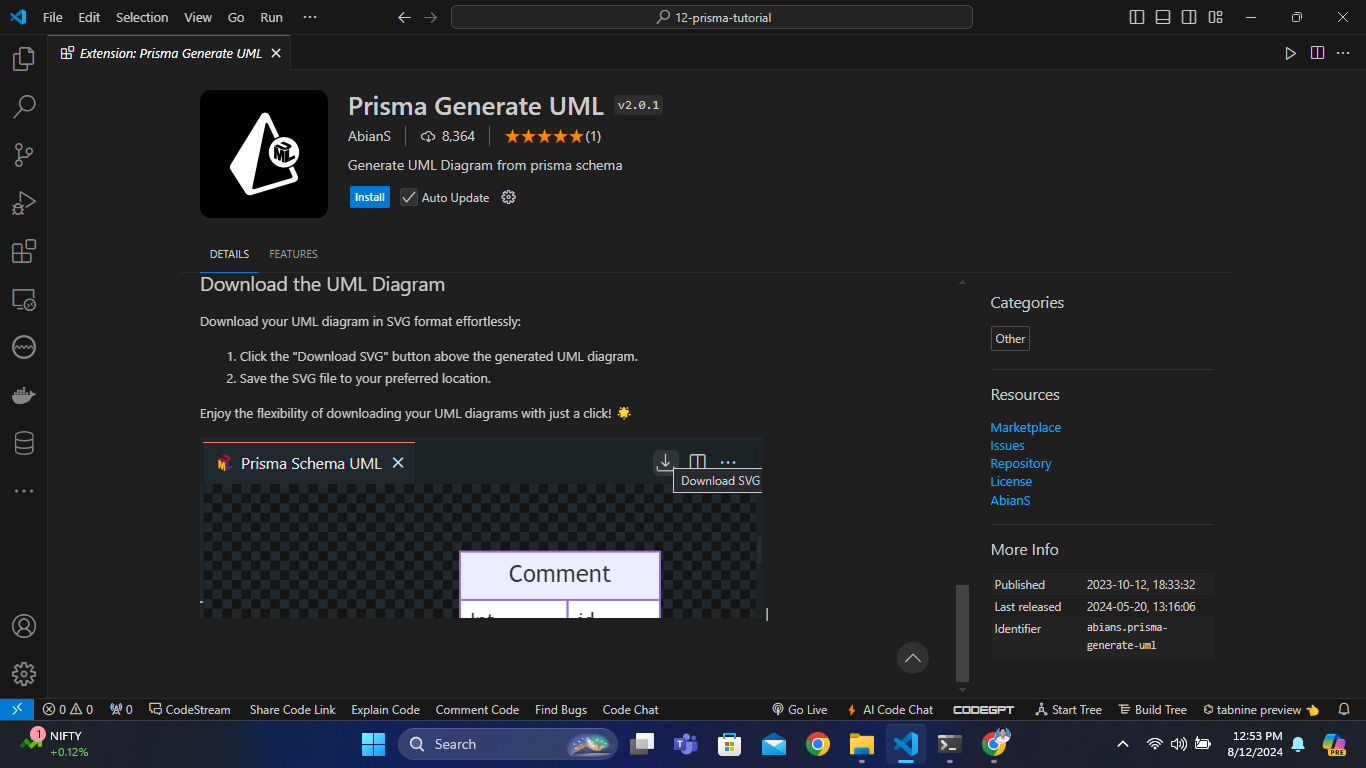 File Edit Selection View Go Run ···
12-prisma-tutorial
Extension: Prisma Generate UML
UML
Prisma Generate UML v2.0.1
AbianS 8,364 (1)
Generate UML Diagram from prisma schema
Install Auto Update
DETAILS FEATURES
Download the UML Diagram
Download your UML diagram in SVG format effortlessly:
1. Click the "Download SVG" button above the generated UML diagram.
2. Save the SVG file to your preferred location.
Enjoy the flexibility of downloading your UML diagrams with just a click! 🌟
Prisma Schema UML
Download SVG
Comment
Int id
Categories
Other
Resources
Marketplace
Issues
Repository
License
AbianS
More Info
Published 2023-10-12, 18:33:32
Last released 2024-05-20, 13:16:06
Identifier abians.prisma-
generate-uml
0 0 0 CodeStream Share Code Link Explain Code Comment Code Find Bugs Code Chat Go Live AI Code Chat CODEGPT Start Tree Build Tree tabnine preview 👈
1 NIFTY
+0.12%
Search
12:53 PM
8/12/2024
PRE